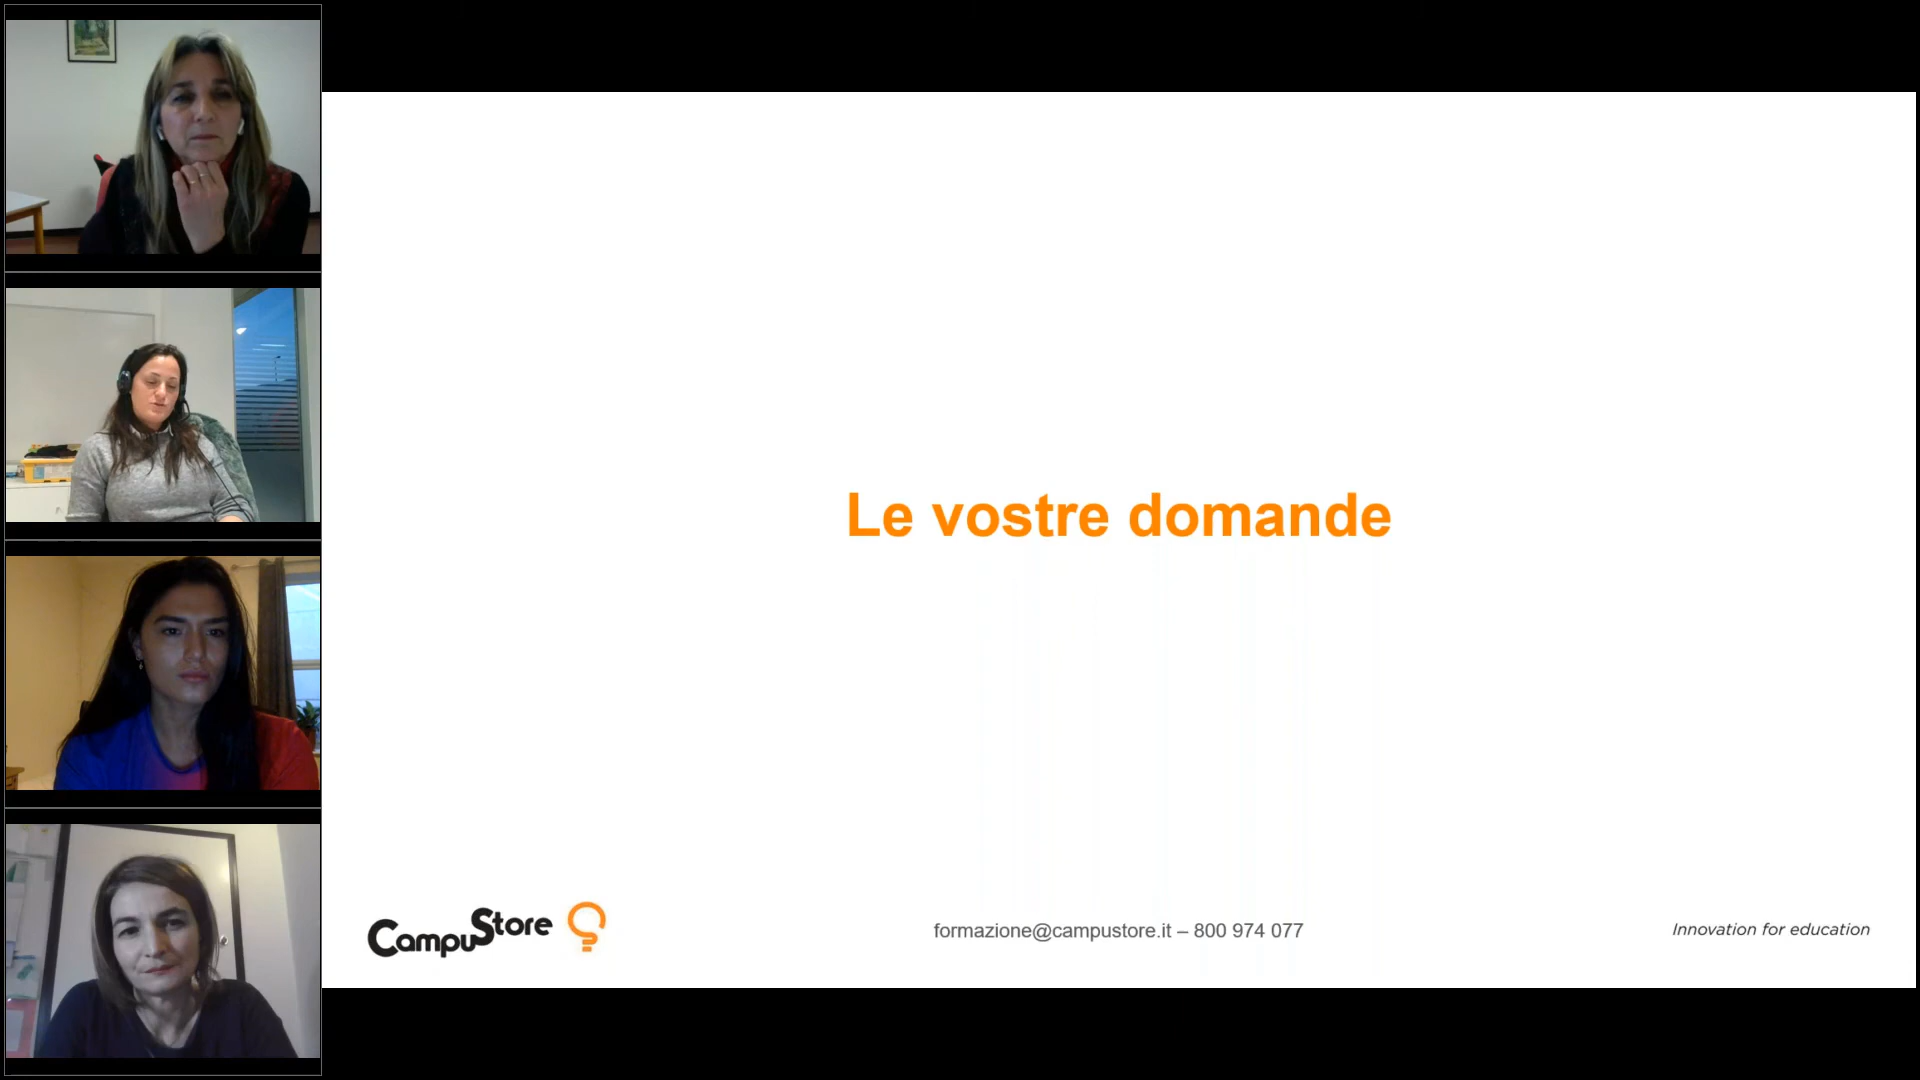 Le vostre domande
CampuStore
formazione@campustore.it – 800 974 077
Innovation for education